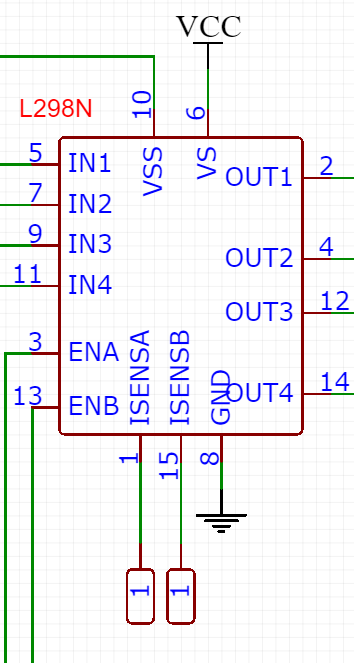 VCC
L298N
10
6
VSS
VS
5
IN1
OUT1
2
7
IN2
9
IN3
OUT2
4
11
IN4
OUT3
12
3
ENA
13
ENB
OUT4
14
ISENSA
ISENSB
GND
1
15
8
1
1